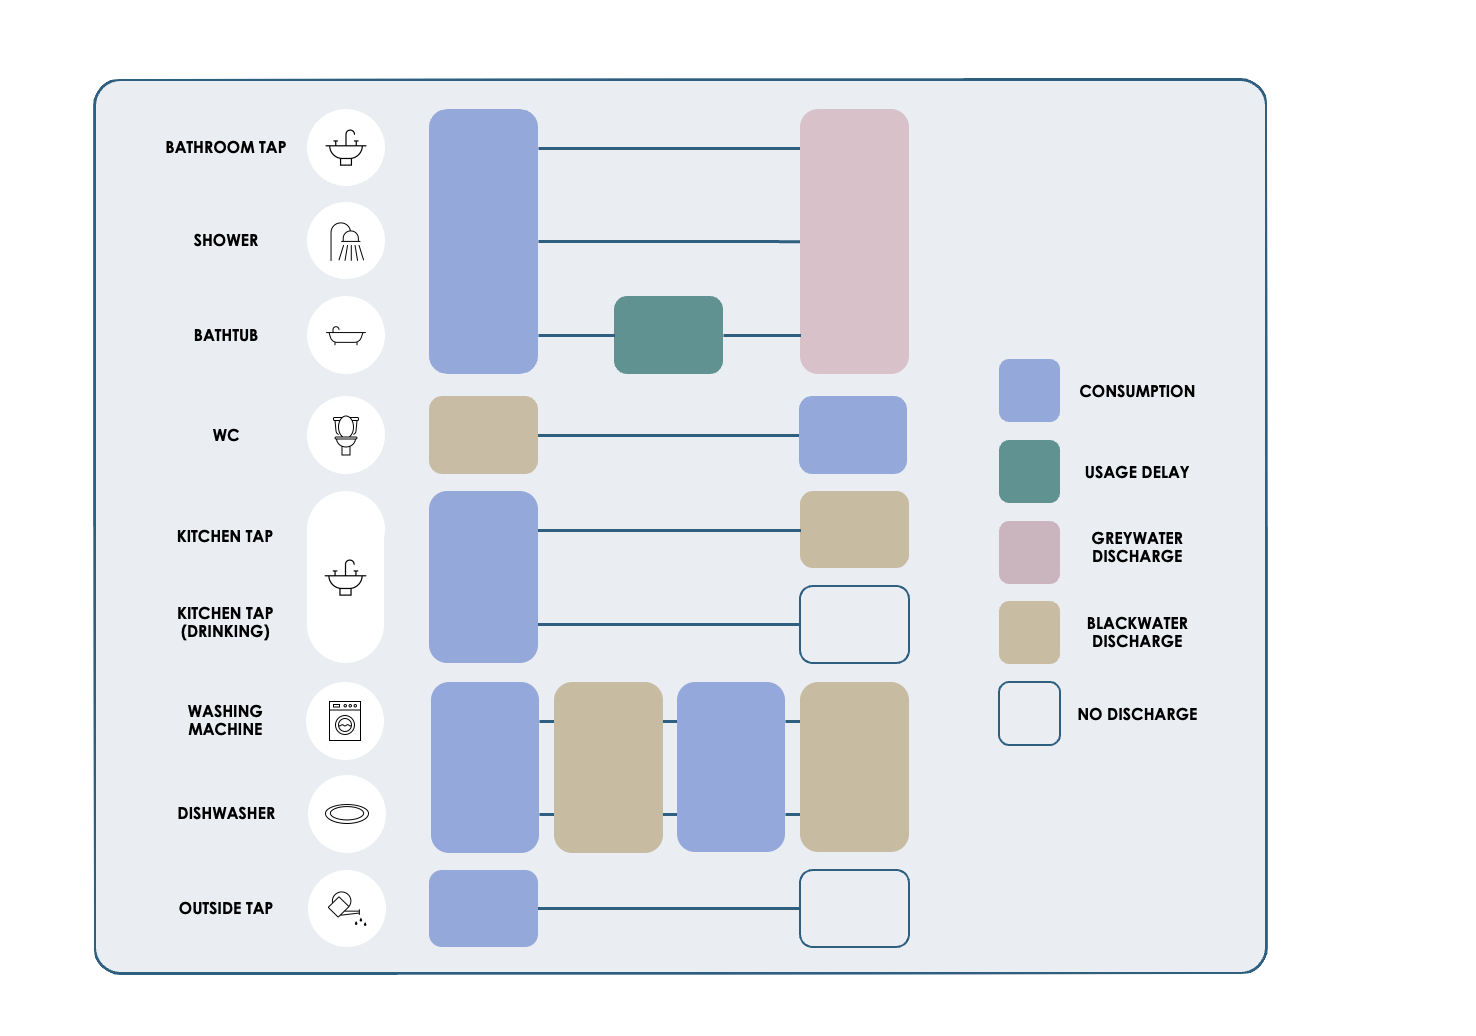 BATHROOM TAP
SHOWER
BATHTUB
WC
KITCHEN TAP
KITCHEN TAP
(DRINKING)
WASHING
MACHINE
DISHWASHER
OUTSIDE TAP
CONSUMPTION
USAGE DELAY
GREYWATER
DISCHARGE
BLACKWATER
DISCHARGE
NO DISCHARGE